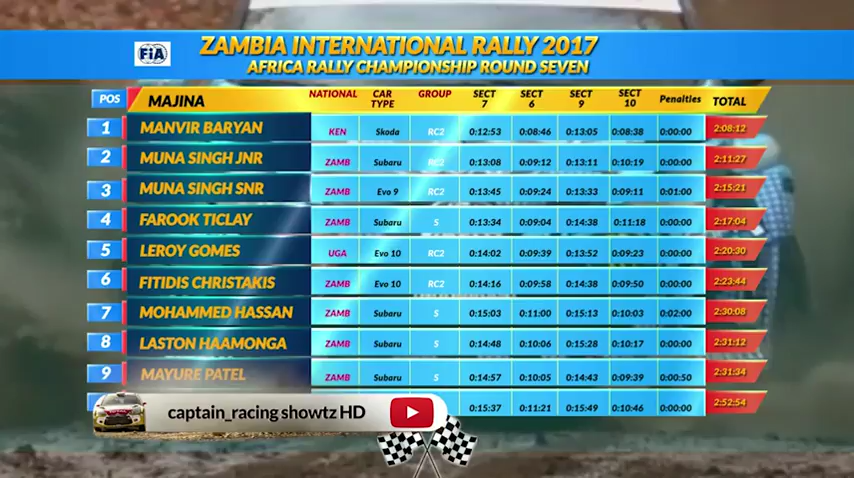 FiA
ZAMBIA INTERNATIONAL RALLY 2017
AFRICA RALLY CHAMPIONSHIP ROUND SEVEN
POS MAJINA NATIONAL CAR TYPE GROUP SECT 7 SECT 6 SECT 9 SECT 10 Penalties TOTAL
1 MANVIR BARYAN KEN Skoda RC2 0:12:53 0:08:46 0:13:05 0:08:38 0:00:00 2:08:12
2 MUNA SINGH JNR ZAMB Subaru RC2 0:13:08 0:09:12 0:13:11 0:10:19 0:00:00 2:11:27
3 MUNA SINGH SNR ZAMB Evo 9 RC2 0:13:45 0:09:24 0:13:33 0:09:11 0:01:00 2:15:21
4 FAROOK TICLAY ZAMB Subaru S 0:13:34 0:09:04 0:14:38 0:11:18 0:00:00 2:17:04
5 LEROY GOMES UGA Evo 10 RC2 0:14:02 0:09:39 0:13:52 0:09:23 0:00:00 2:20:30
6 FITIDIS CHRISTAKIS ZAMB Evo 10 RC2 0:14:16 0:09:58 0:14:38 0:09:50 0:00:00 2:23:44
7 MOHAMMED HASSAN ZAMB Subaru S 0:15:03 0:11:00 0:15:13 0:10:03 0:02:00 2:30:08
8 LASTON HAAMONGA ZAMB Subaru S 0:14:48 0:10:06 0:15:28 0:10:17 0:00:00 2:31:12
9 MAYURE PATEL ZAMB Subaru S 0:14:57 0:10:05 0:14:43 0:09:39 0:00:50 2:31:34
0:15:37 0:11:21 0:15:49 0:10:46 0:00:00 2:52:54
captain_racing showtz HD